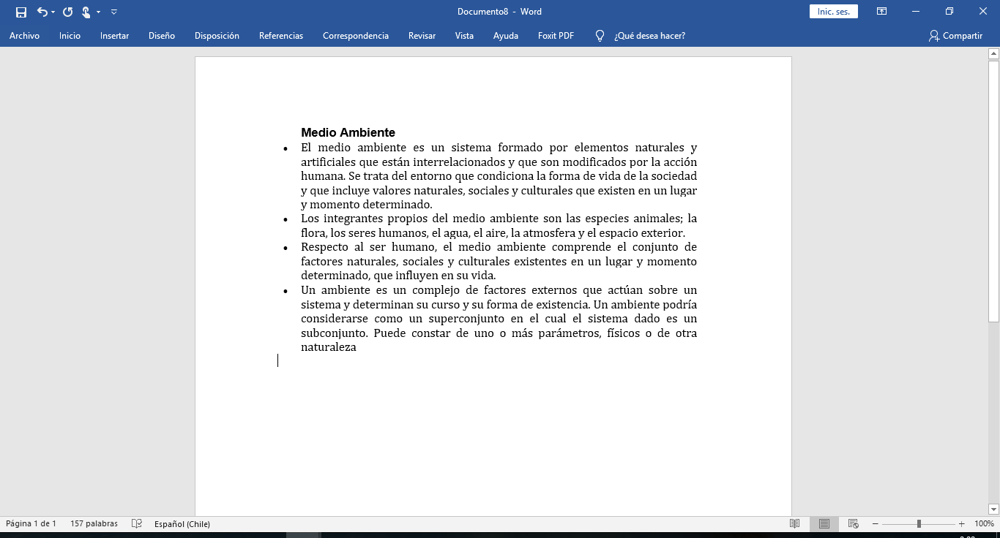 Documento8 - Word
Inic. ses.
Archivo Inicio Insertar Diseño Disposición Referencias Correspondencia Revisar Vista Ayuda Foxit PDF ¿Qué desea hacer? Compartir
Medio Ambiente
• El medio ambiente es un sistema formado por elementos naturales y
artificiales que están interrelacionados y que son modificados por la acción
humana. Se trata del entorno que condiciona la forma de vida de la sociedad
y que incluye valores naturales, sociales y culturales que existen en un lugar
y momento determinado.
• Los integrantes propios del medio ambiente son las especies animales; la
flora, los seres humanos, el agua, el aire, la atmosfera y el espacio exterior.
• Respecto al ser humano, el medio ambiente comprende el conjunto de
factores naturales, sociales y culturales existentes en un lugar y momento
determinado, que influyen en su vida.
• Un ambiente es un complejo de factores externos que actúan sobre un
sistema y determinan su curso y su forma de existencia. Un ambiente podría
considerarse como un superconjunto en el cual el sistema dado es un
subconjunto. Puede constar de uno o más parámetros, físicos o de otra
naturaleza
Página 1 de 1 157 palabras Español (Chile) 100%